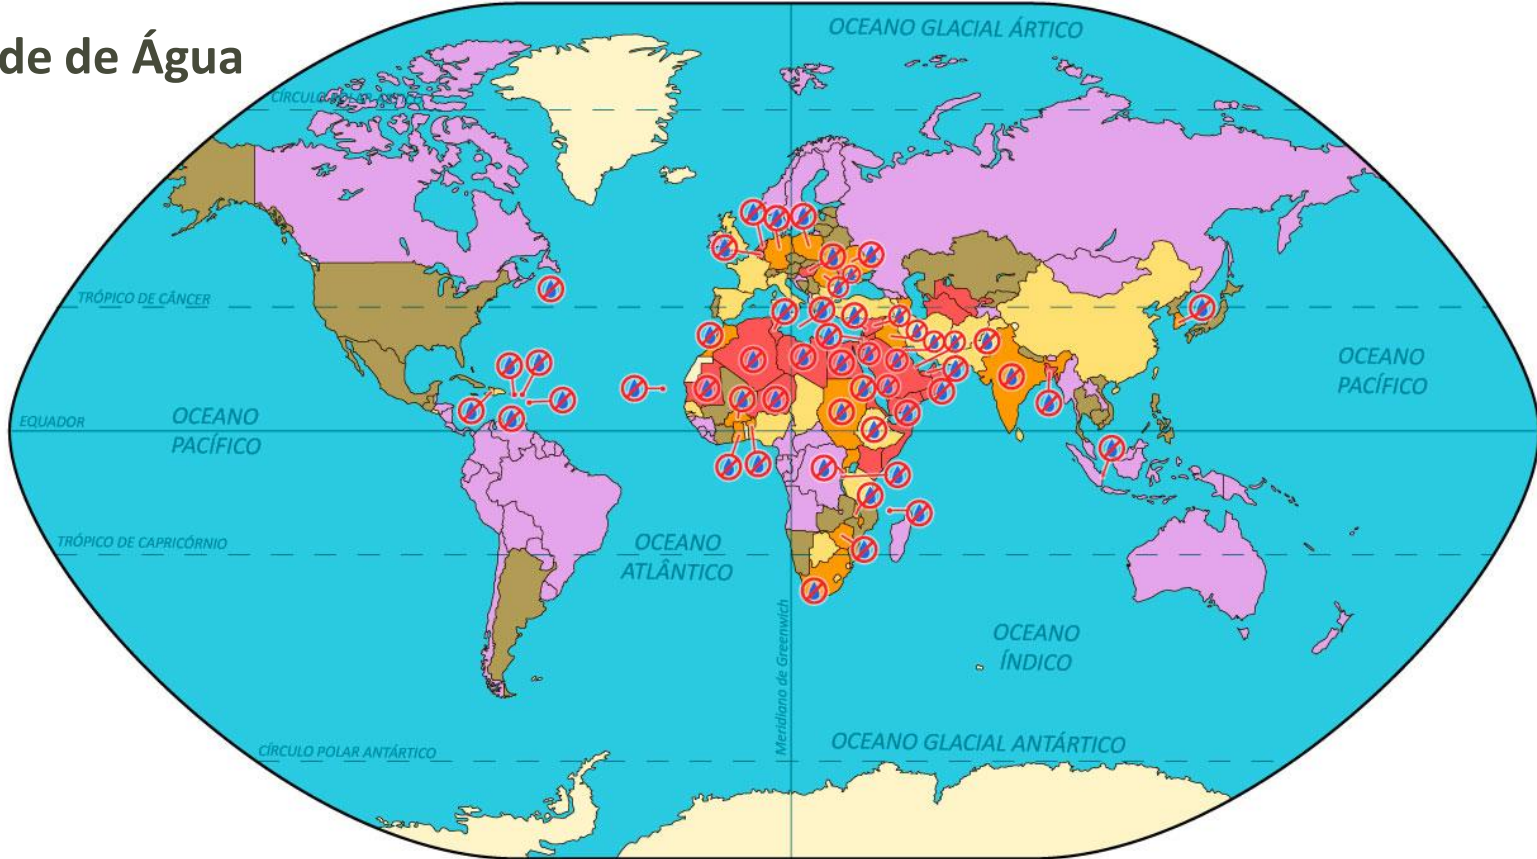 de de Água
OCEANO GLACIAL ÁRTICO
CÍRCULO POLAR
TRÓPICO DE CÂNCER
OCEANO
PACÍFICO
EQUADOR
OCEANO
PACÍFICO
TRÓPICO DE CAPRICÓRNIO
OCEANO
ATLÂNTICO
Meridiano de Greenwich
OCEANO
ÍNDICO
CÍRCULO POLAR ANTÁRTICO
OCEANO GLACIAL ANTÁRTICO